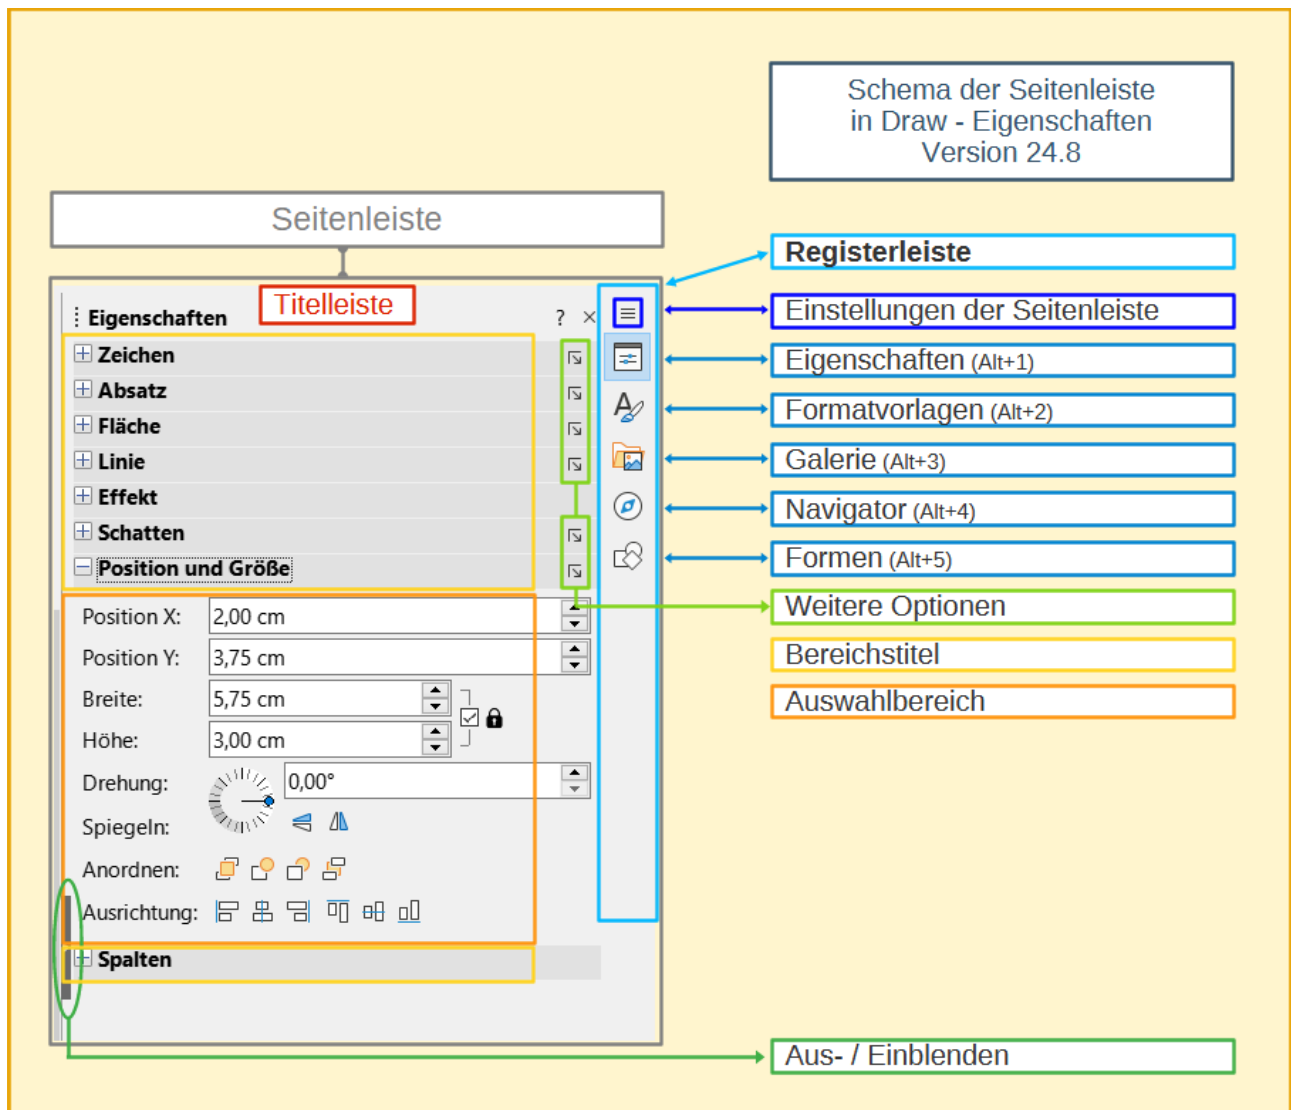 Schema der Seitenleiste
in Draw - Eigenschaften
Version 24.8
Seitenleiste
Registerleiste
Titelleiste
Eigenschaften ? ×
Einstellungen der Seitenleiste
Zeichen
Eigenschaften (Alt+1)
Absatz
Formatvorlagen (Alt+2)
Fläche
Linie
Galerie (Alt+3)
Effekt
Navigator (Alt+4)
Schatten
Formen (Alt+5)
Position und Größe
Weitere Optionen
Position X: 2,00 cm
Position Y: 3,75 cm
Bereichstitel
Breite: 5,75 cm
Auswahlbereich
Höhe: 3,00 cm
Drehung: 0,00°
Spiegeln:
Anordnen:
Ausrichtung:
Spalten
Aus- / Einblenden